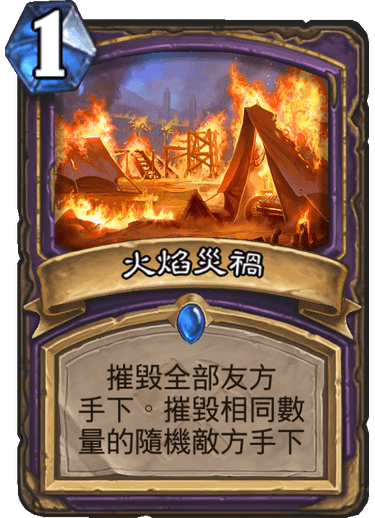 1
火焰災禍
摧毀全部友方
手下。摧毀相同數
量的隨機敵方手下